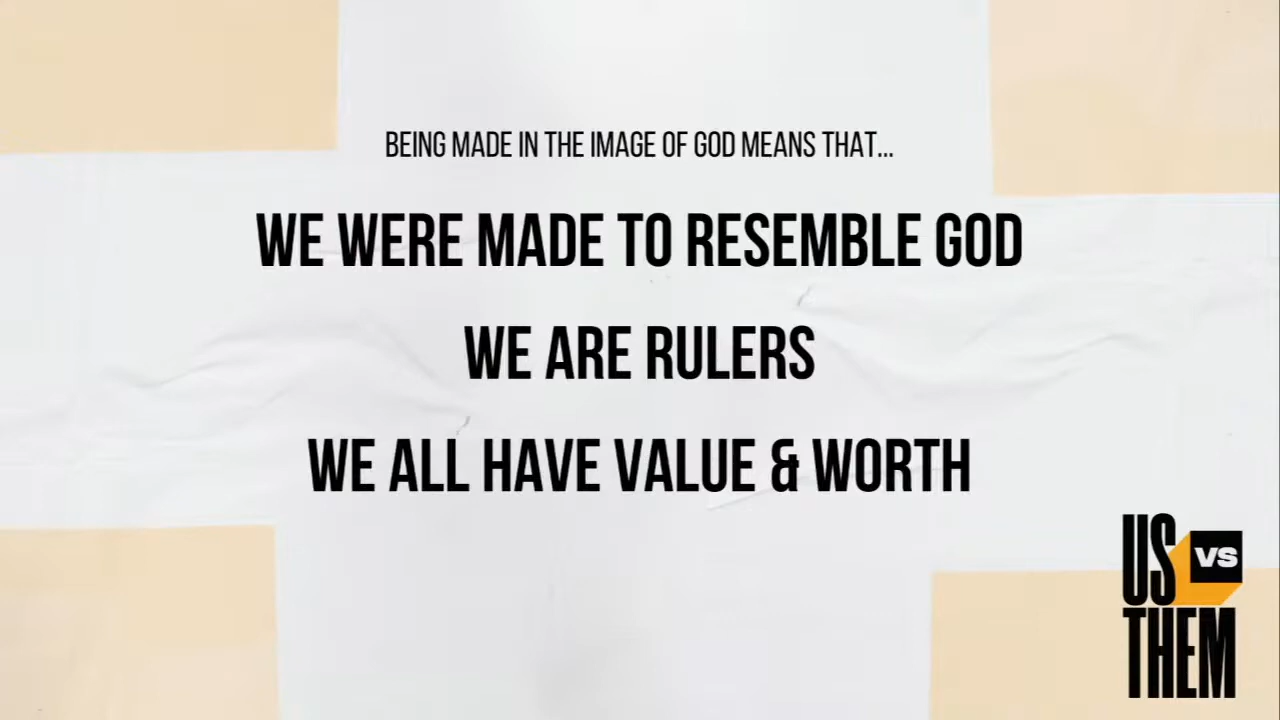 BEING MADE IN THE IMAGE OF GOD MEANS THAT...
WE WERE MADE TO RESEMBLE GOD
WE ARE RULERS
WE ALL HAVE VALUE & WORTH
US VS
THEM